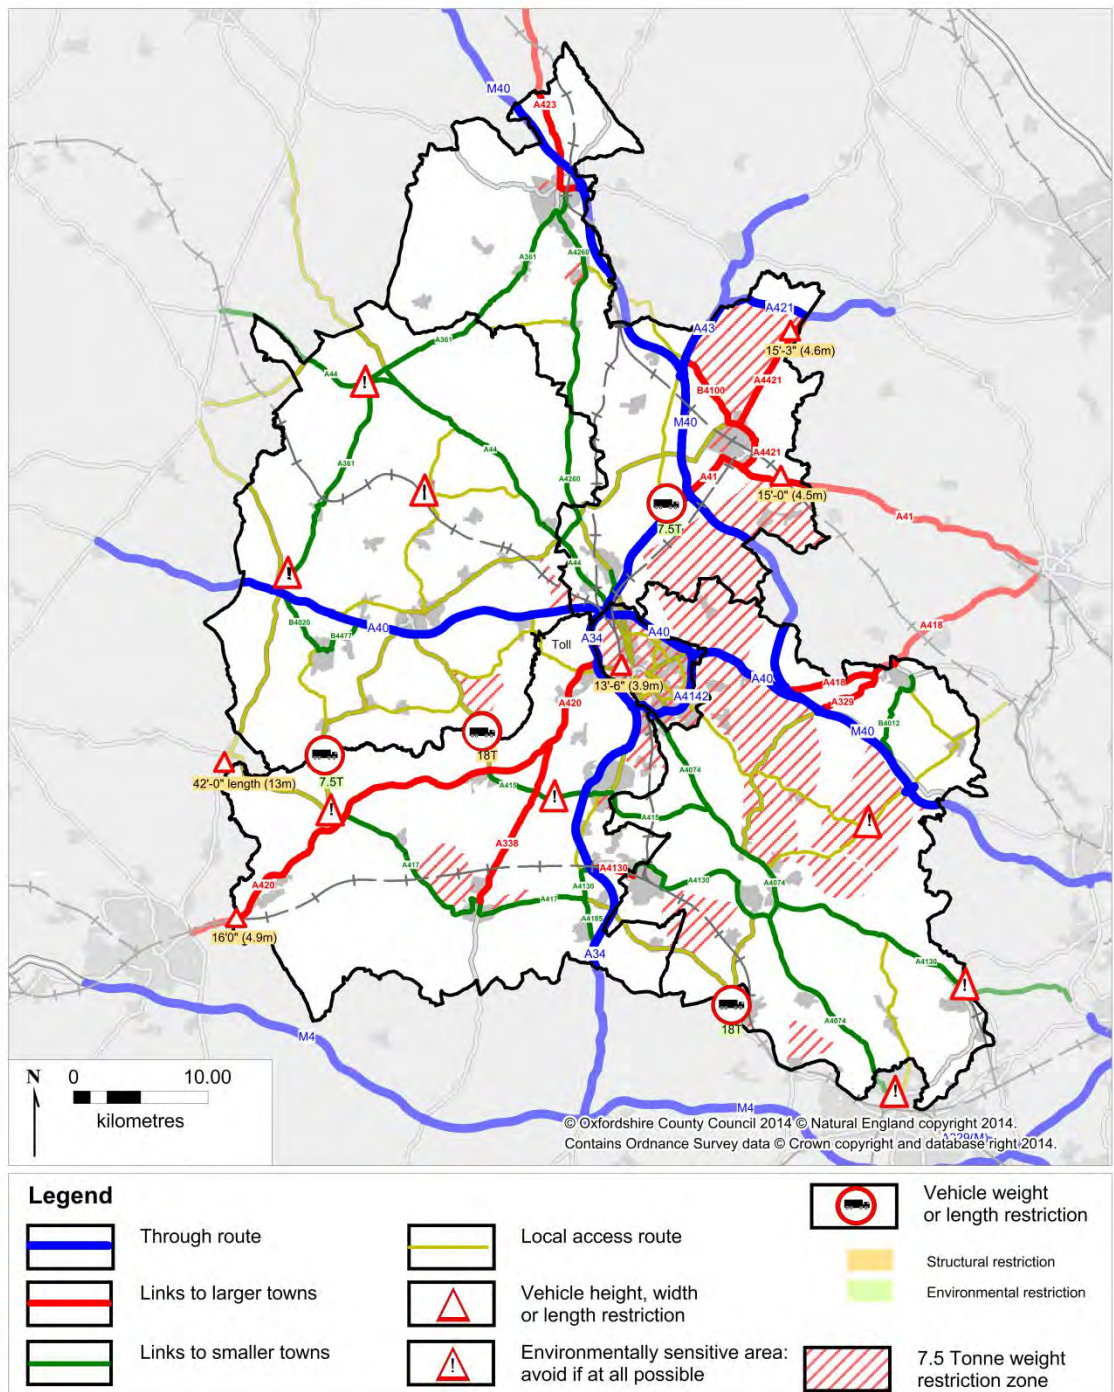 M40
A423
A361
A4260
A421
A43
15'-3" (4.6m)
A44
A361
B4100
A4421
M40
A361
A44
A4260
A4421
A41
15'-0" (4.5m)
7.5T
A41
A44
A418
B4020
B4477
A40
Toll
A34
A40
13'-6" (3.9m)
A4142
A40
A418
A329
B4012
M40
A420
18T
42'-0" length (13m)
7.5T
A415
A4074
A415
A338
A417
A420
A4130
A4130
A4130
A417
A4074
A4185
16'0" (4.9m)
A34
A4130
18T
A4074
M4
M4
A329(M)
N
0 10.00
kilometres
© Oxfordshire County Council 2014 © Natural England copyright 2014.
Contains Ordnance Survey data © Crown copyright and database right 2014.
Legend
Through route
Links to larger towns
Links to smaller towns
Local access route
Vehicle height, width
or length restriction
Environmentally sensitive area:
avoid if at all possible
Vehicle weight
or length restriction
Structural restriction
Environmental restriction
7.5 Tonne weight
restriction zone